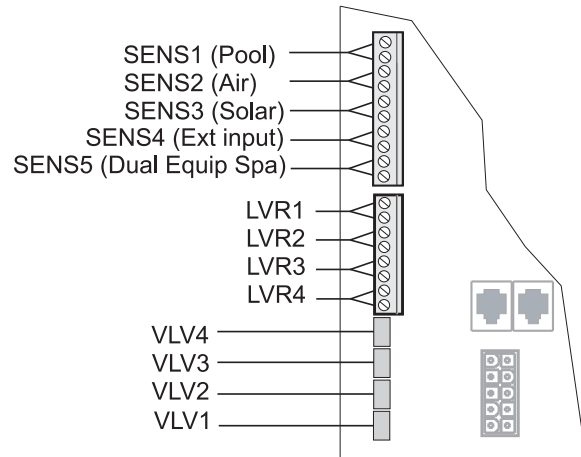 SENS1 (Pool)
SENS2 (Air)
SENS3 (Solar)
SENS4 (Ext input)
SENS5 (Dual Equip Spa)
LVR1
LVR2
LVR3
LVR4
VLV4
VLV3
VLV2
VLV1